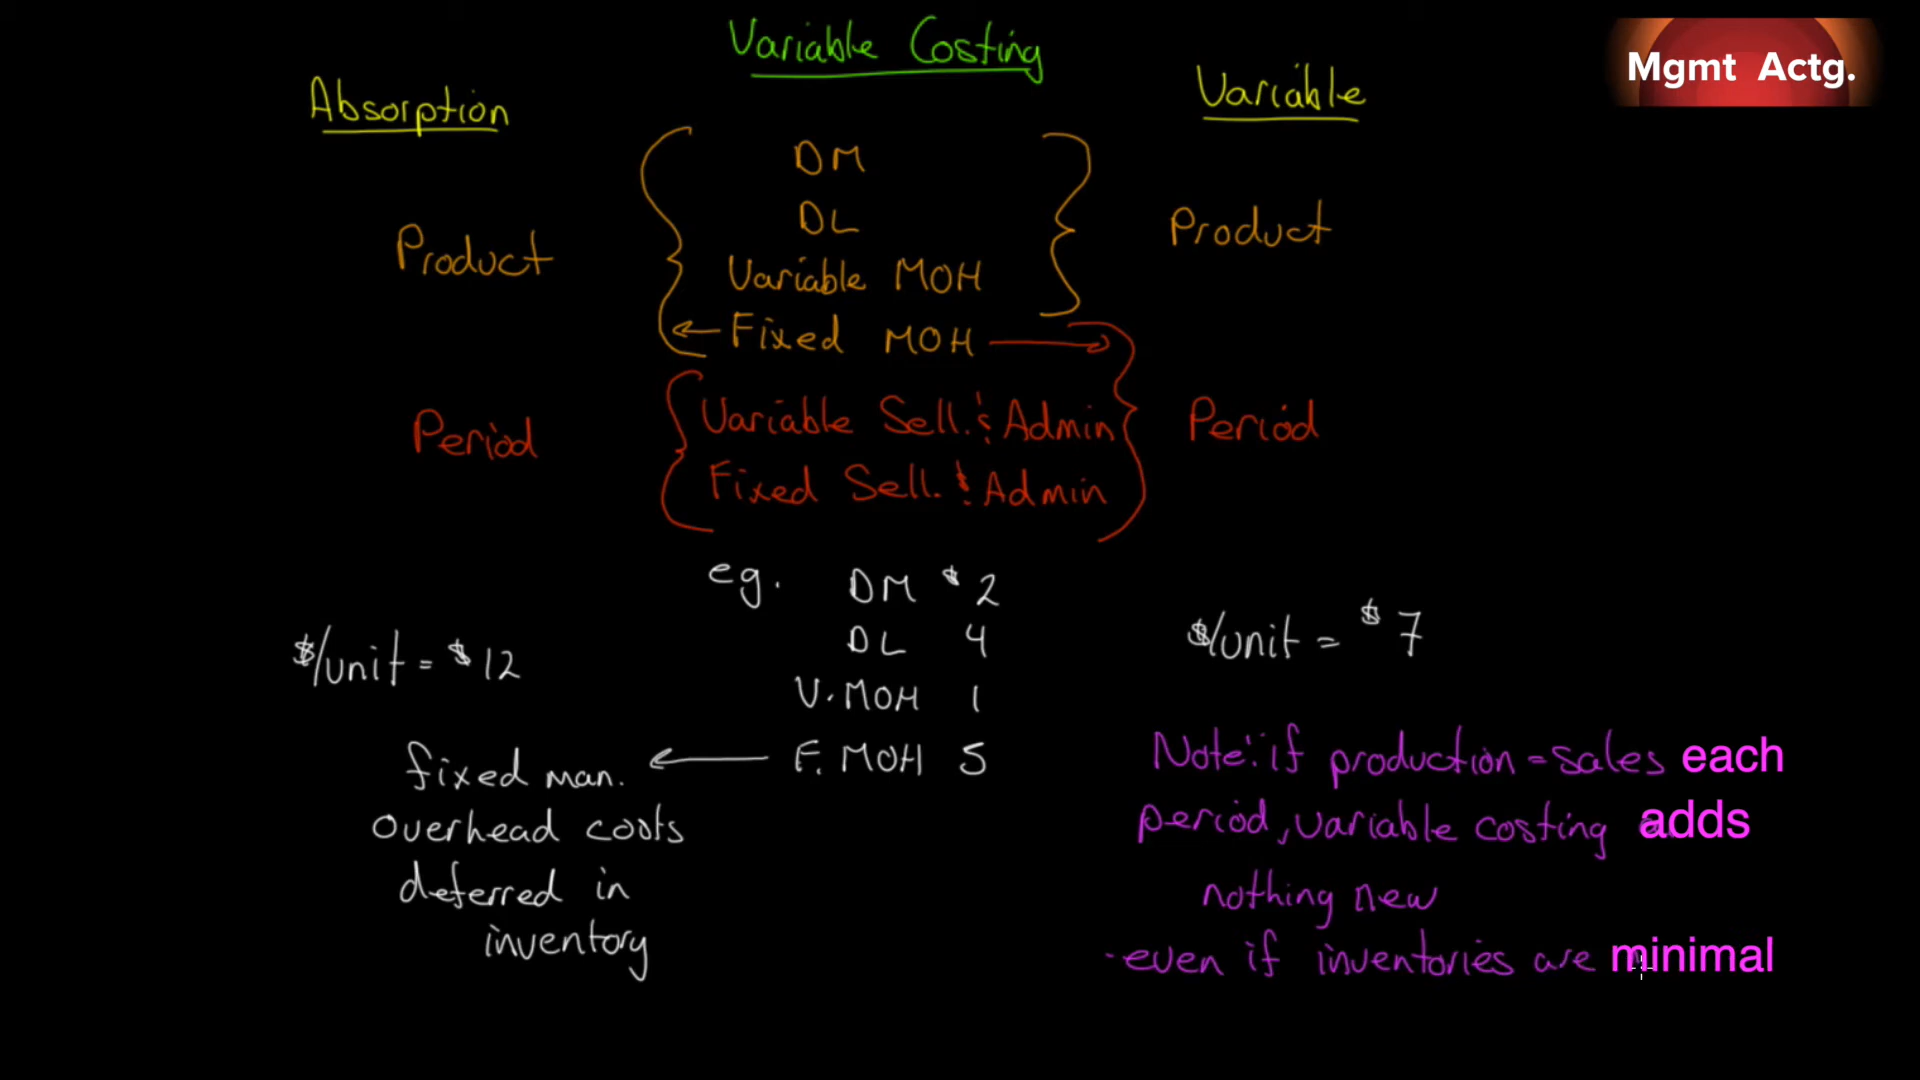 Variable Costing
Mgmt Actg.
Absorption
Variable
DM
DL
Product
Product
Variable MOH
Fixed MOH
Period
Variable Sell. & Admin
Period
Fixed Sell. & Admin
eg. DM $ 2
DL 4
$/unit = $ 12
$/unit = $ 7
V. MOH 1
F. MOH 5
fixed man.
overhead costs
deferred in
inventory
Note: if production = sales each
period, variable costing adds
nothing new
- even if inventories are minimal